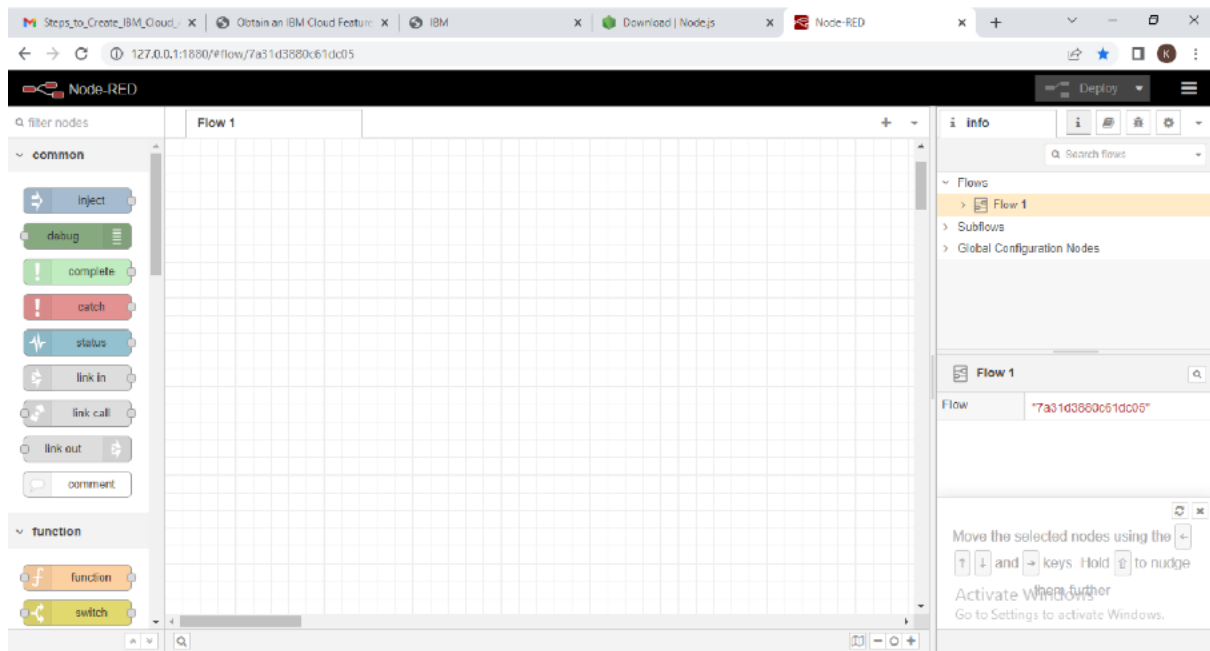 Steps_to_Create_IBM_Cloud_
Obtain an IBM Cloud Feature
IBM
Download | Node.js
Node-RED
127.0.0.1:1880/#flow/7a31d3880c61dc05
K
Node-RED
Deploy
filter nodes
Flow 1
i info
i
common
Search flows
Flows
inject
Flow 1
debug
Subflows
Global Configuration Nodes
complete
catch
status
Flow 1
link in
Flow
"7a31d3880c61dc05"
link call
link out
comment
function
Move the selected nodes using the ←
↑ ↓ and → keys. Hold ⇧ to nudge
them further
function
Activate Windows
switch
Go to Settings to activate Windows.